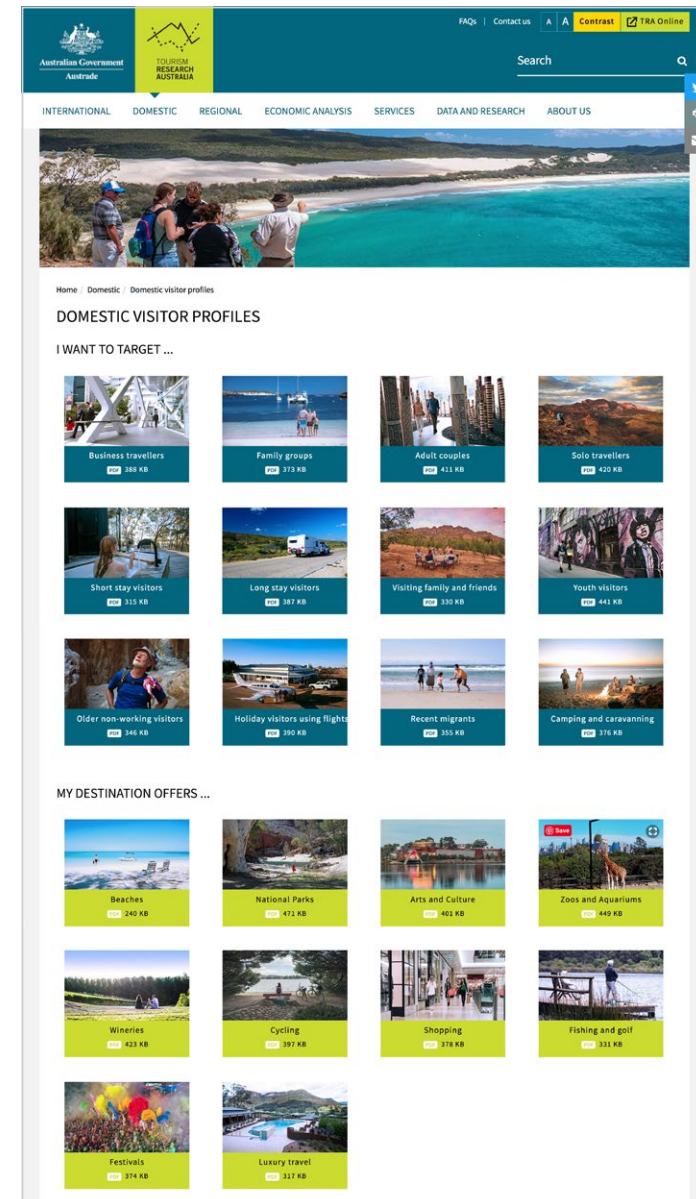 FAQs | Contact us A A Contrast TRA Online
Australian Government
Austrade
TOURISM
RESEARCH
AUSTRALIA
Search
INTERNATIONAL DOMESTIC REGIONAL ECONOMIC ANALYSIS SERVICES DATA AND RESEARCH ABOUT US
Home / Domestic / Domestic visitor profiles
DOMESTIC VISITOR PROFILES
I WANT TO TARGET ...
Business travellers
PDF 388 KB
Family groups
PDF 373 KB
Adult couples
PDF 411 KB
Solo travellers
PDF 420 KB
Short stay visitors
PDF 315 KB
Long stay visitors
PDF 387 KB
Visiting family and friends
PDF 330 KB
Youth visitors
PDF 441 KB
Older non-working visitors
PDF 346 KB
Holiday visitors using flights
PDF 390 KB
Recent migrants
PDF 355 KB
Camping and caravanning
PDF 376 KB
MY DESTINATION OFFERS ...
Beaches
PDF 240 KB
National Parks
PDF 471 KB
Arts and Culture
PDF 401 KB
Save
Zoos and Aquariums
PDF 449 KB
Wineries
PDF 423 KB
Cycling
PDF 397 KB
Shopping
PDF 378 KB
Fishing and golf
PDF 331 KB
Festivals
PDF 374 KB
Luxury travel
PDF 317 KB